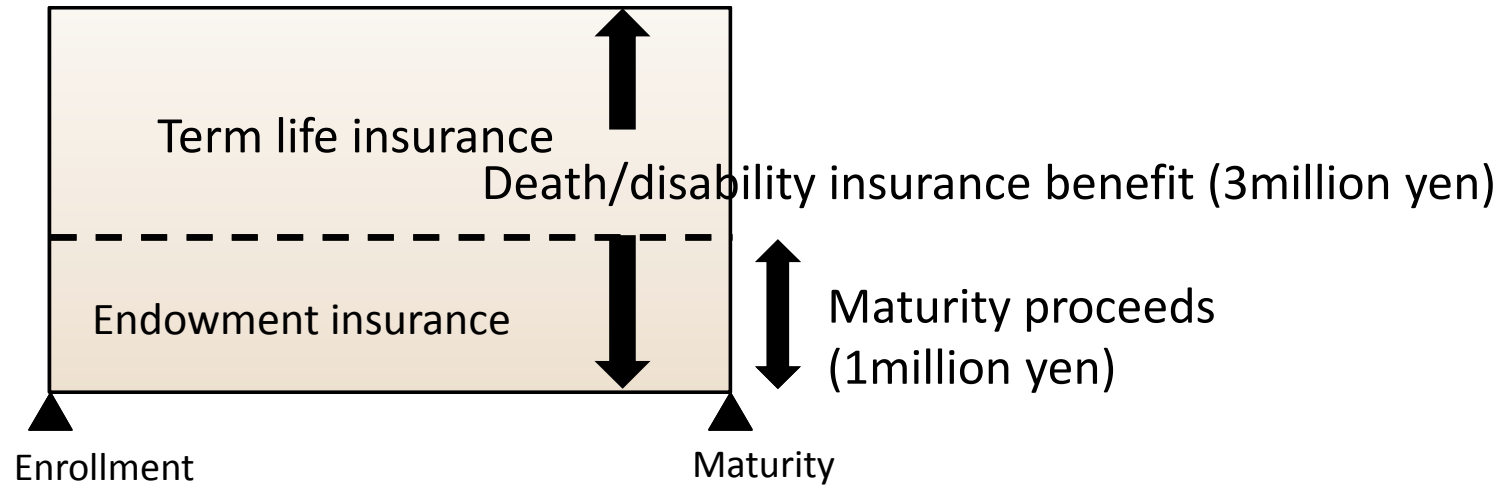 Term life insurance
Death/disability insurance benefit (3million yen)
Endowment insurance
Maturity proceeds
(1million yen)
Enrollment
Maturity